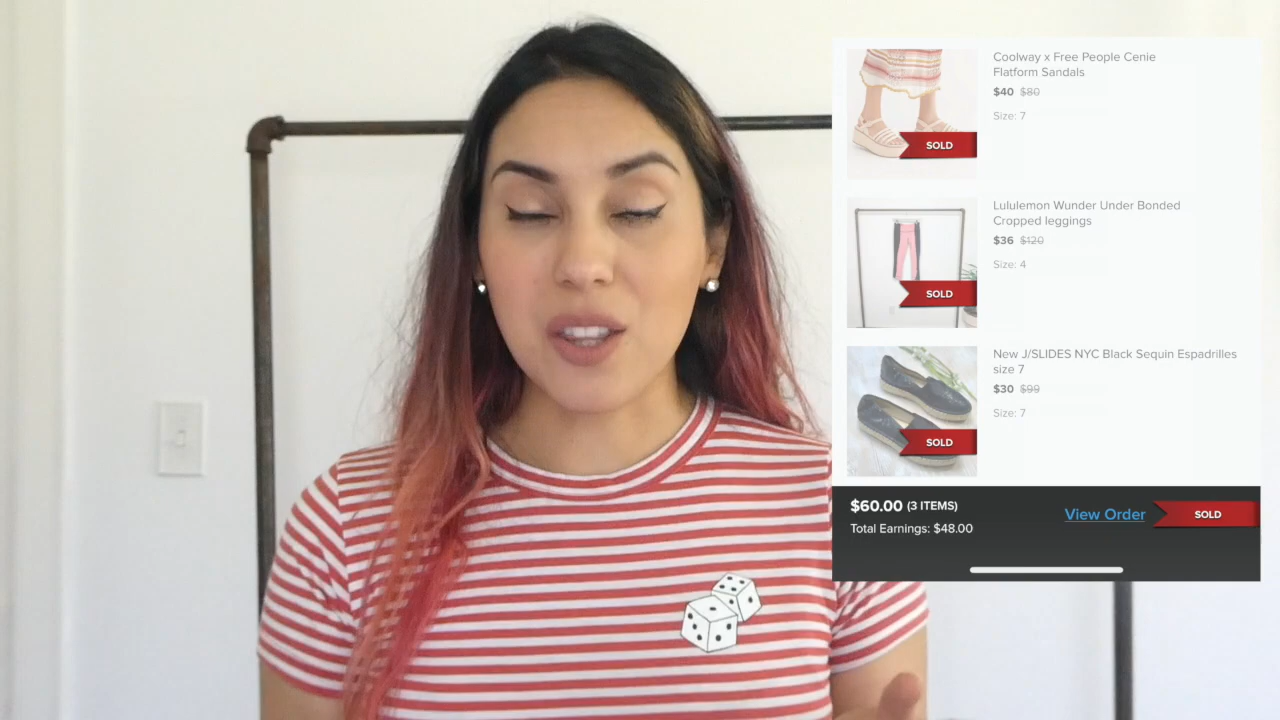 Coolway x Free People Cenie
Flatform Sandals
$40 $80
Size: 7
SOLD
Lululemon Wunder Under Bonded
Cropped leggings
$36 $120
Size: 4
SOLD
New J/SLIDES NYC Black Sequin Espadrilles
size 7
$30 $99
Size: 7
SOLD
$60.00 (3 ITEMS)
View Order
SOLD
Total Earnings: $48.00